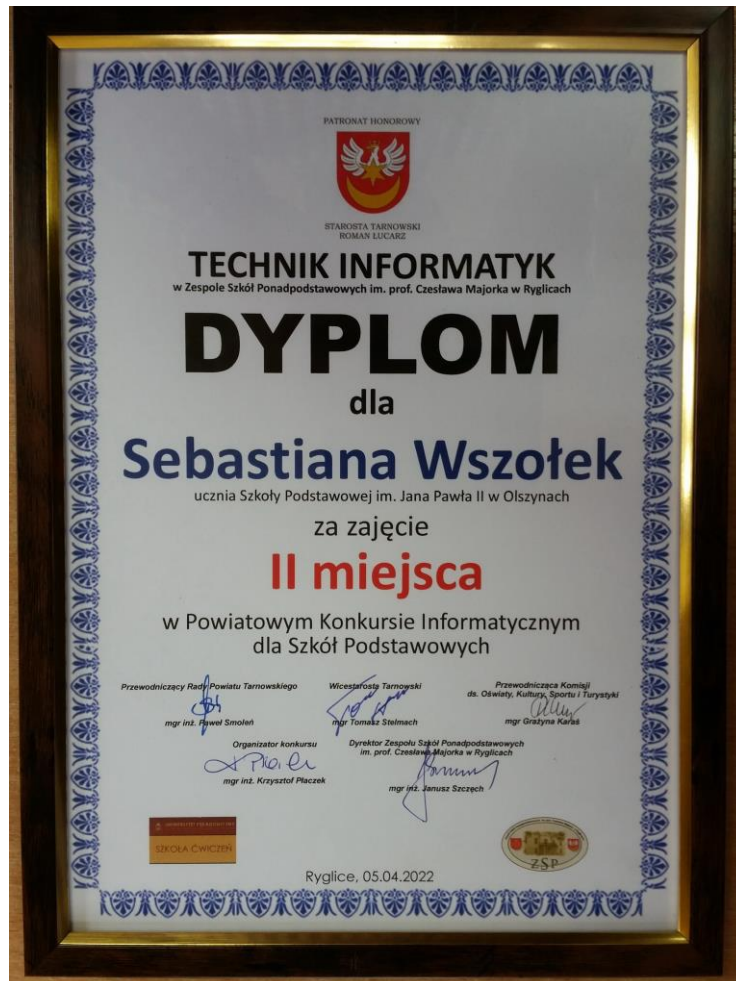 PATRONAT HONOROWY
STAROSTA TARNOWSKI
ROMAN ŁUCARZ
TECHNIK INFORMATYK
w Zespole Szkół Ponadpodstawowych im. prof. Czesława Majorka w Ryglicach
DYPLOM
dla
Sebastiana Wszołek
ucznia Szkoły Podstawowej im. Jana Pawła II w Olszynach
za zajęcie
II miejsca
w Powiatowym Konkursie Informatycznym
dla Szkół Podstawowych
Przewodniczący Rady Powiatu Tarnowskiego
mgr inż. Paweł Smoleń
Wicestarosta Tarnowski
mgr Tomasz Stelmach
Przewodnicząca Komisji
ds. Oświaty, Kultury, Sportu i Turystyki
mgr Grażyna Karaś
Organizator konkursu
mgr inż. Krzysztof Płaczek
Dyrektor Zespołu Szkół Ponadpodstawowych
im. prof. Czesława Majorka w Ryglicach
mgr inż. Janusz Szczęch
SZKOŁA ĆWICZEŃ
ZSP
Ryglice, 05.04.2022